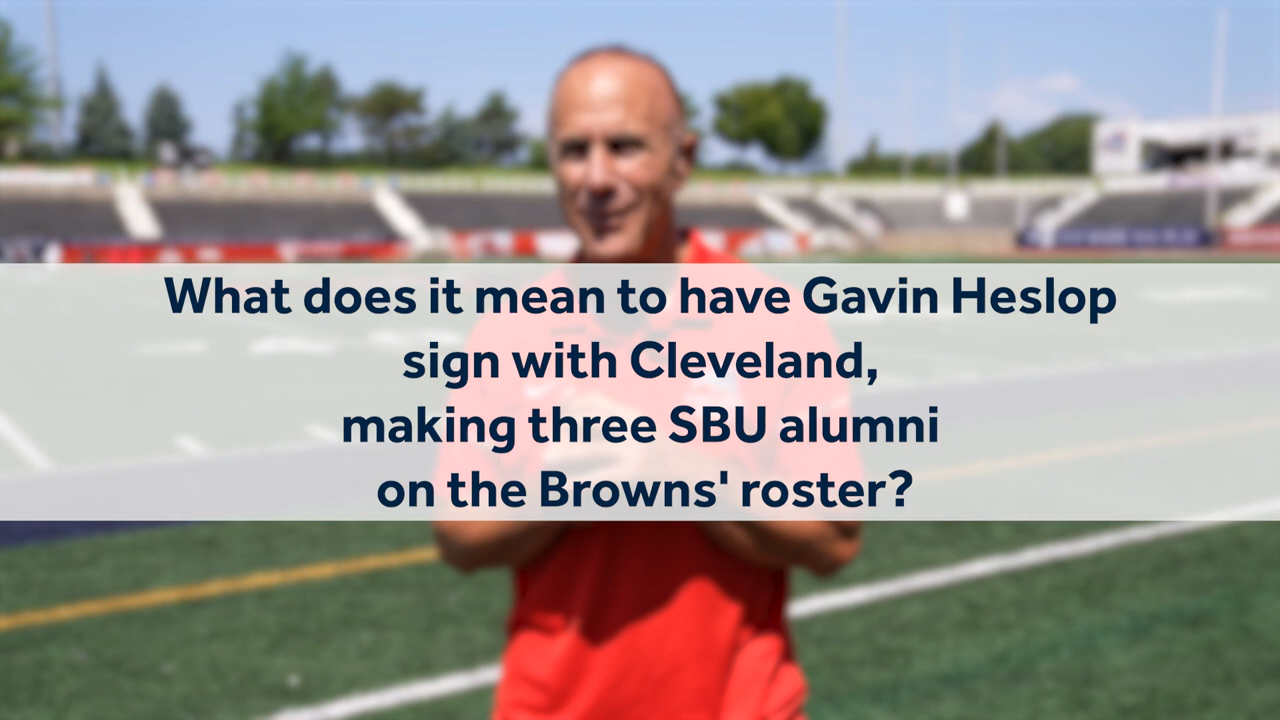 What does it mean to have Gavin Heslop
sign with Cleveland,
making three SBU alumni
on the Browns' roster?